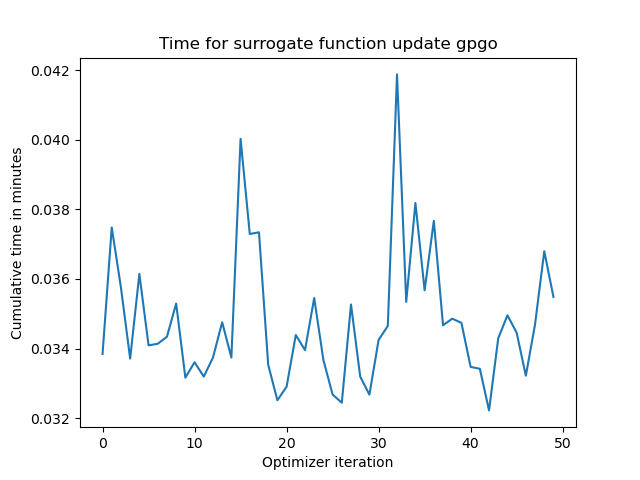 Time for surrogate function update gpgo
Cumulative time in minutes
0.042
0.040
0.038
0.036
0.034
0.032
0 10 20 30 40 50
Optimizer iteration